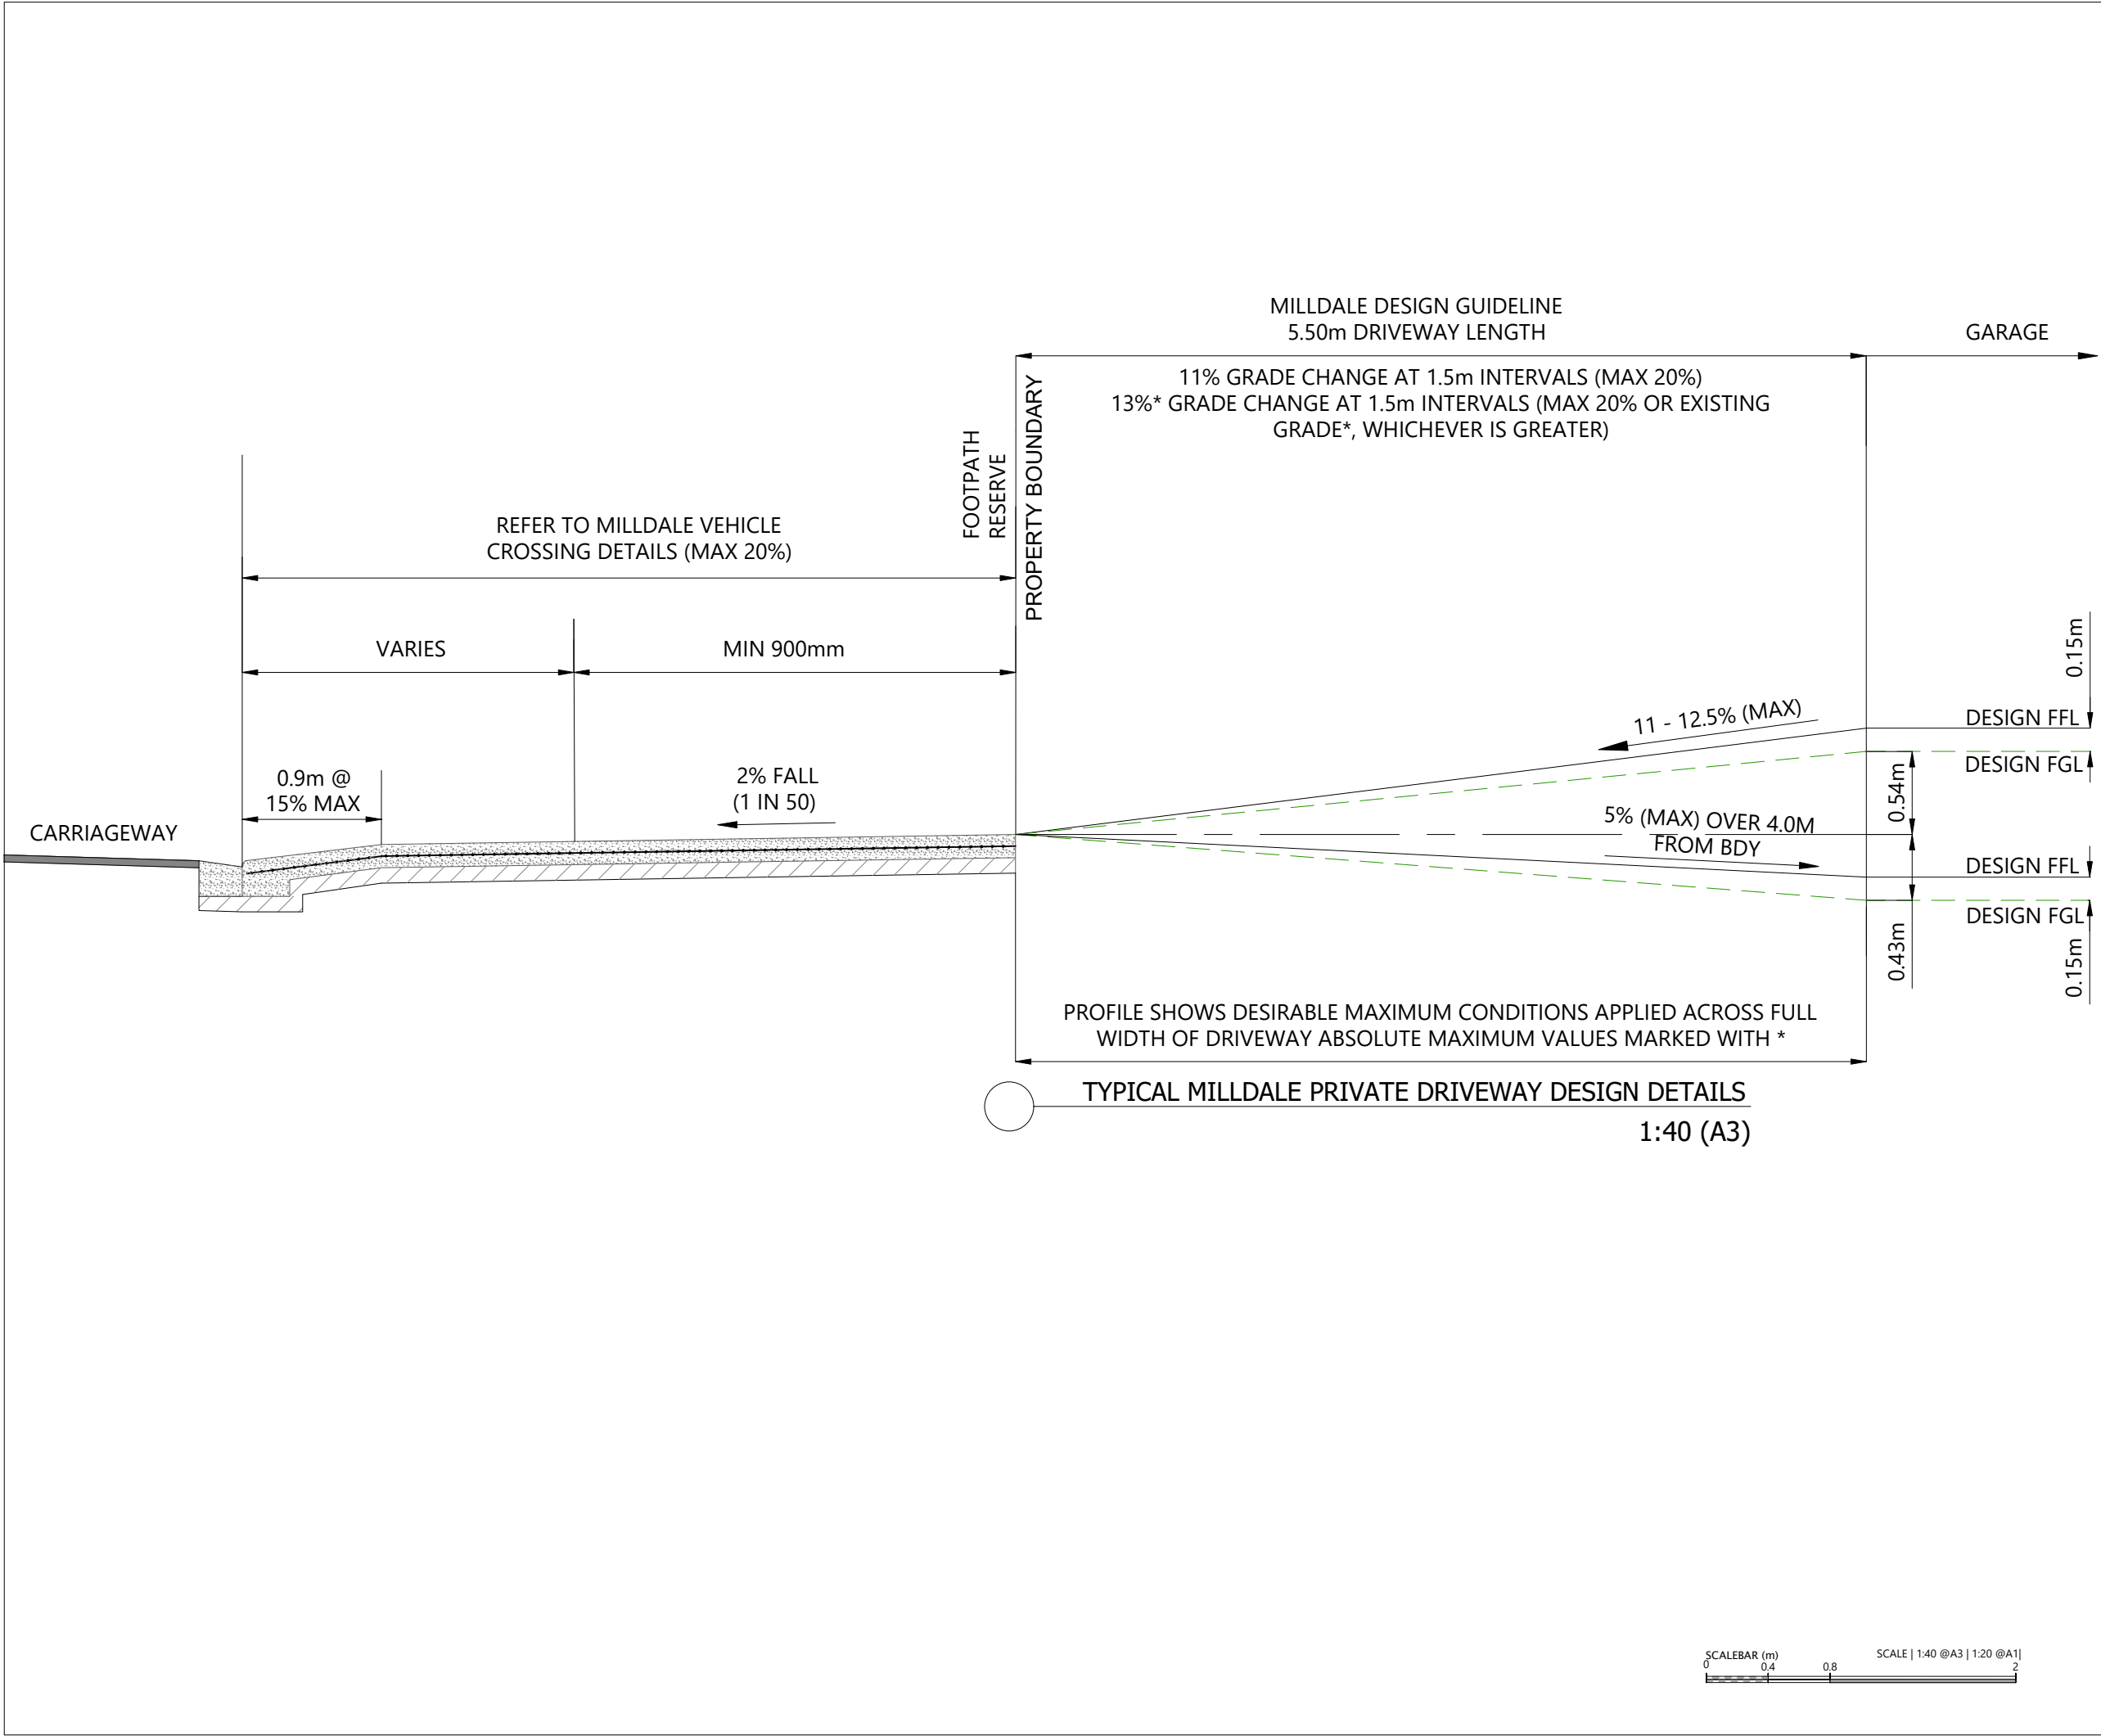 MILLDALE DESIGN GUIDELINE
5.50m DRIVEWAY LENGTH
GARAGE
11% GRADE CHANGE AT 1.5m INTERVALS (MAX 20%)
13%* GRADE CHANGE AT 1.5m INTERVALS (MAX 20% OR EXISTING
GRADE*, WHICHEVER IS GREATER)
FOOTPATH
RESERVE
PROPERTY BOUNDARY
REFER TO MILLDALE VEHICLE
CROSSING DETAILS (MAX 20%)
VARIES
MIN 900mm
0.15m
11 - 12.5% (MAX)
DESIGN FFL
DESIGN FGL
0.54m
0.9m @
15% MAX
2% FALL
(1 IN 50)
CARRIAGEWAY
5% (MAX) OVER 4.0M
FROM BDY
DESIGN FFL
DESIGN FGL
0.43m
0.15m
PROFILE SHOWS DESIRABLE MAXIMUM CONDITIONS APPLIED ACROSS FULL
WIDTH OF DRIVEWAY ABSOLUTE MAXIMUM VALUES MARKED WITH *
TYPICAL MILLDALE PRIVATE DRIVEWAY DESIGN DETAILS
1:40 (A3)
SCALEBAR (m)
SCALE | 1:40 @A3 | 1:20 @A1|
0 0.4 0.8 2